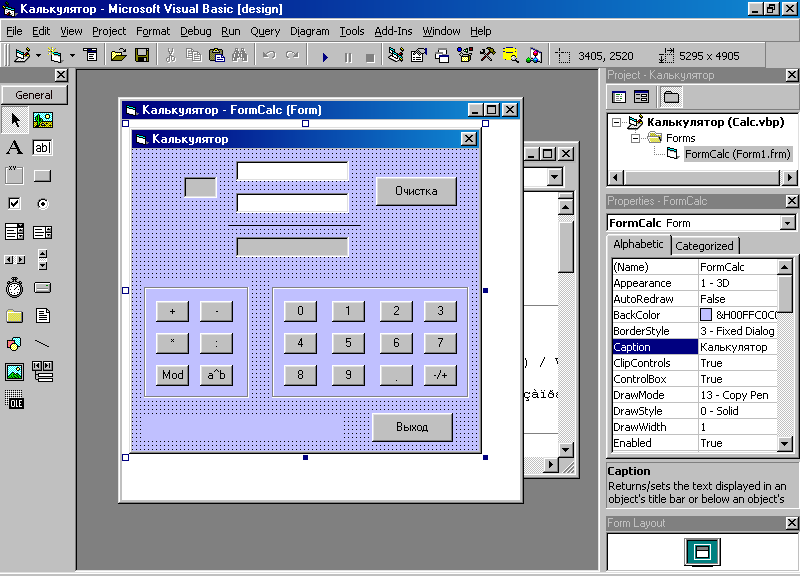 Калькулятор - Microsoft Visual Basic [design]
File Edit View Project Format Debug Run Query Diagram Tools Add-Ins Window Help
3405, 2520 5295 x 4905
General
A ab|
xy
OLE
Калькулятор - FormCalc (Form)
Калькулятор
Очистка
+ - 0 1 2 3
* : 4 5 6 7
Mod a^b 8 9 . -/+
Выход
) / V
Project - Калькулятор
Калькулятор (Calc.vbp)
Forms
FormCalc (Form1.frm)
Properties - FormCalc
FormCalc Form
Alphabetic Categorized
(Name) FormCalc
Appearance 1 - 3D
AutoRedraw False
BackColor &H00FFC0C0
BorderStyle 3 - Fixed Dialog
Caption Калькулятор
ClipControls True
ControlBox True
DrawMode 13 - Copy Pen
DrawStyle 0 - Solid
DrawWidth 1
Enabled True
Caption
Returns/sets the text displayed in an
object's title bar or below an object's
Form Layout